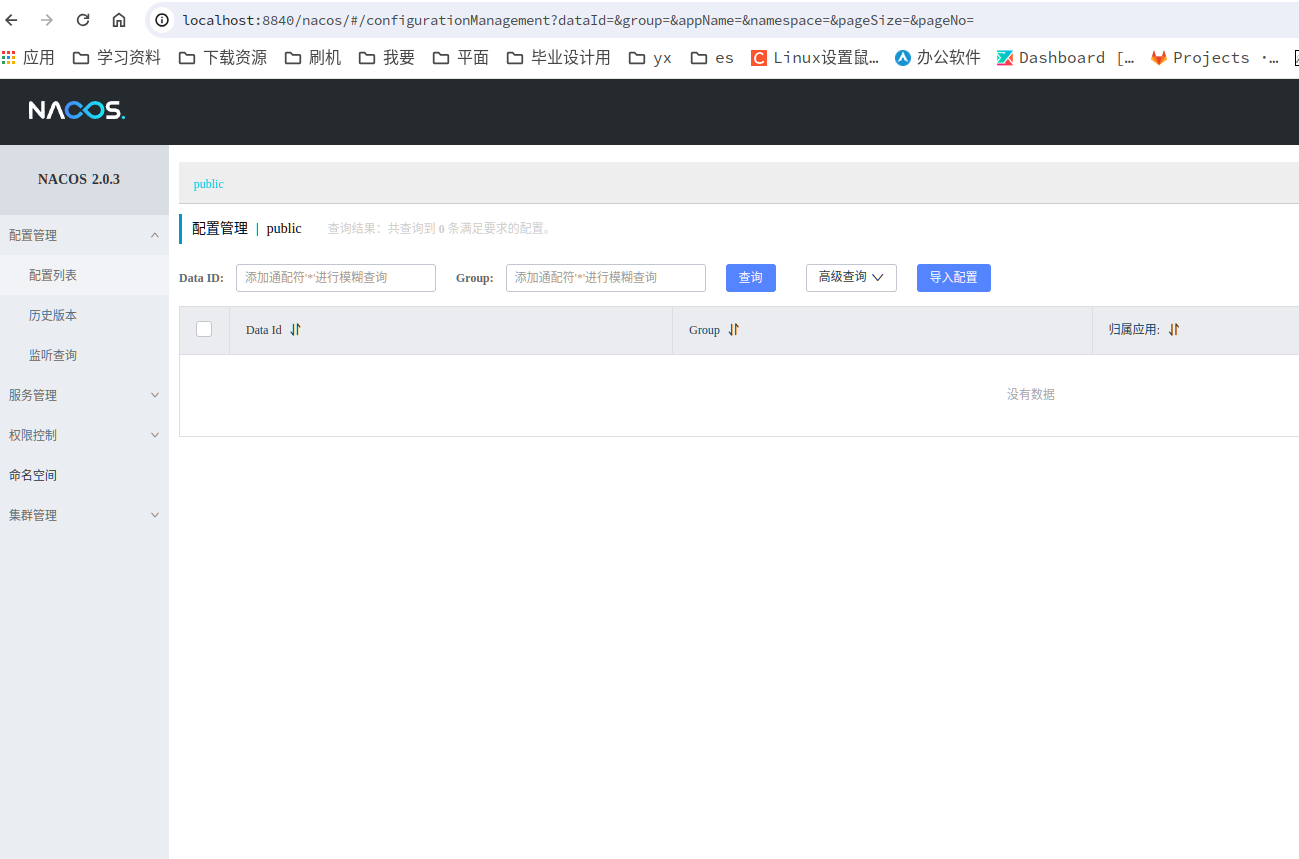 localhost:8840/nacos/#/configurationManagement?dataId=&group=&appName=&namespace=&pageSize=&pageNo=
应用 学习资料 下载资源 刷机 我要 平面 毕业设计用 yx es Linux设置鼠… 办公软件 Dashboard [… Projects ·…
NACOS.
NACOS 2.0.3
public
配置管理 | public 查询结果：共查询到 0 条满足要求的配置。
Data ID: 添加通配符'*'进行模糊查询 Group: 添加通配符'*'进行模糊查询 查询 高级查询 导入配置
Data Id Group 归属应用:
没有数据
配置管理
配置列表
历史版本
监听查询
服务管理
权限控制
命名空间
集群管理